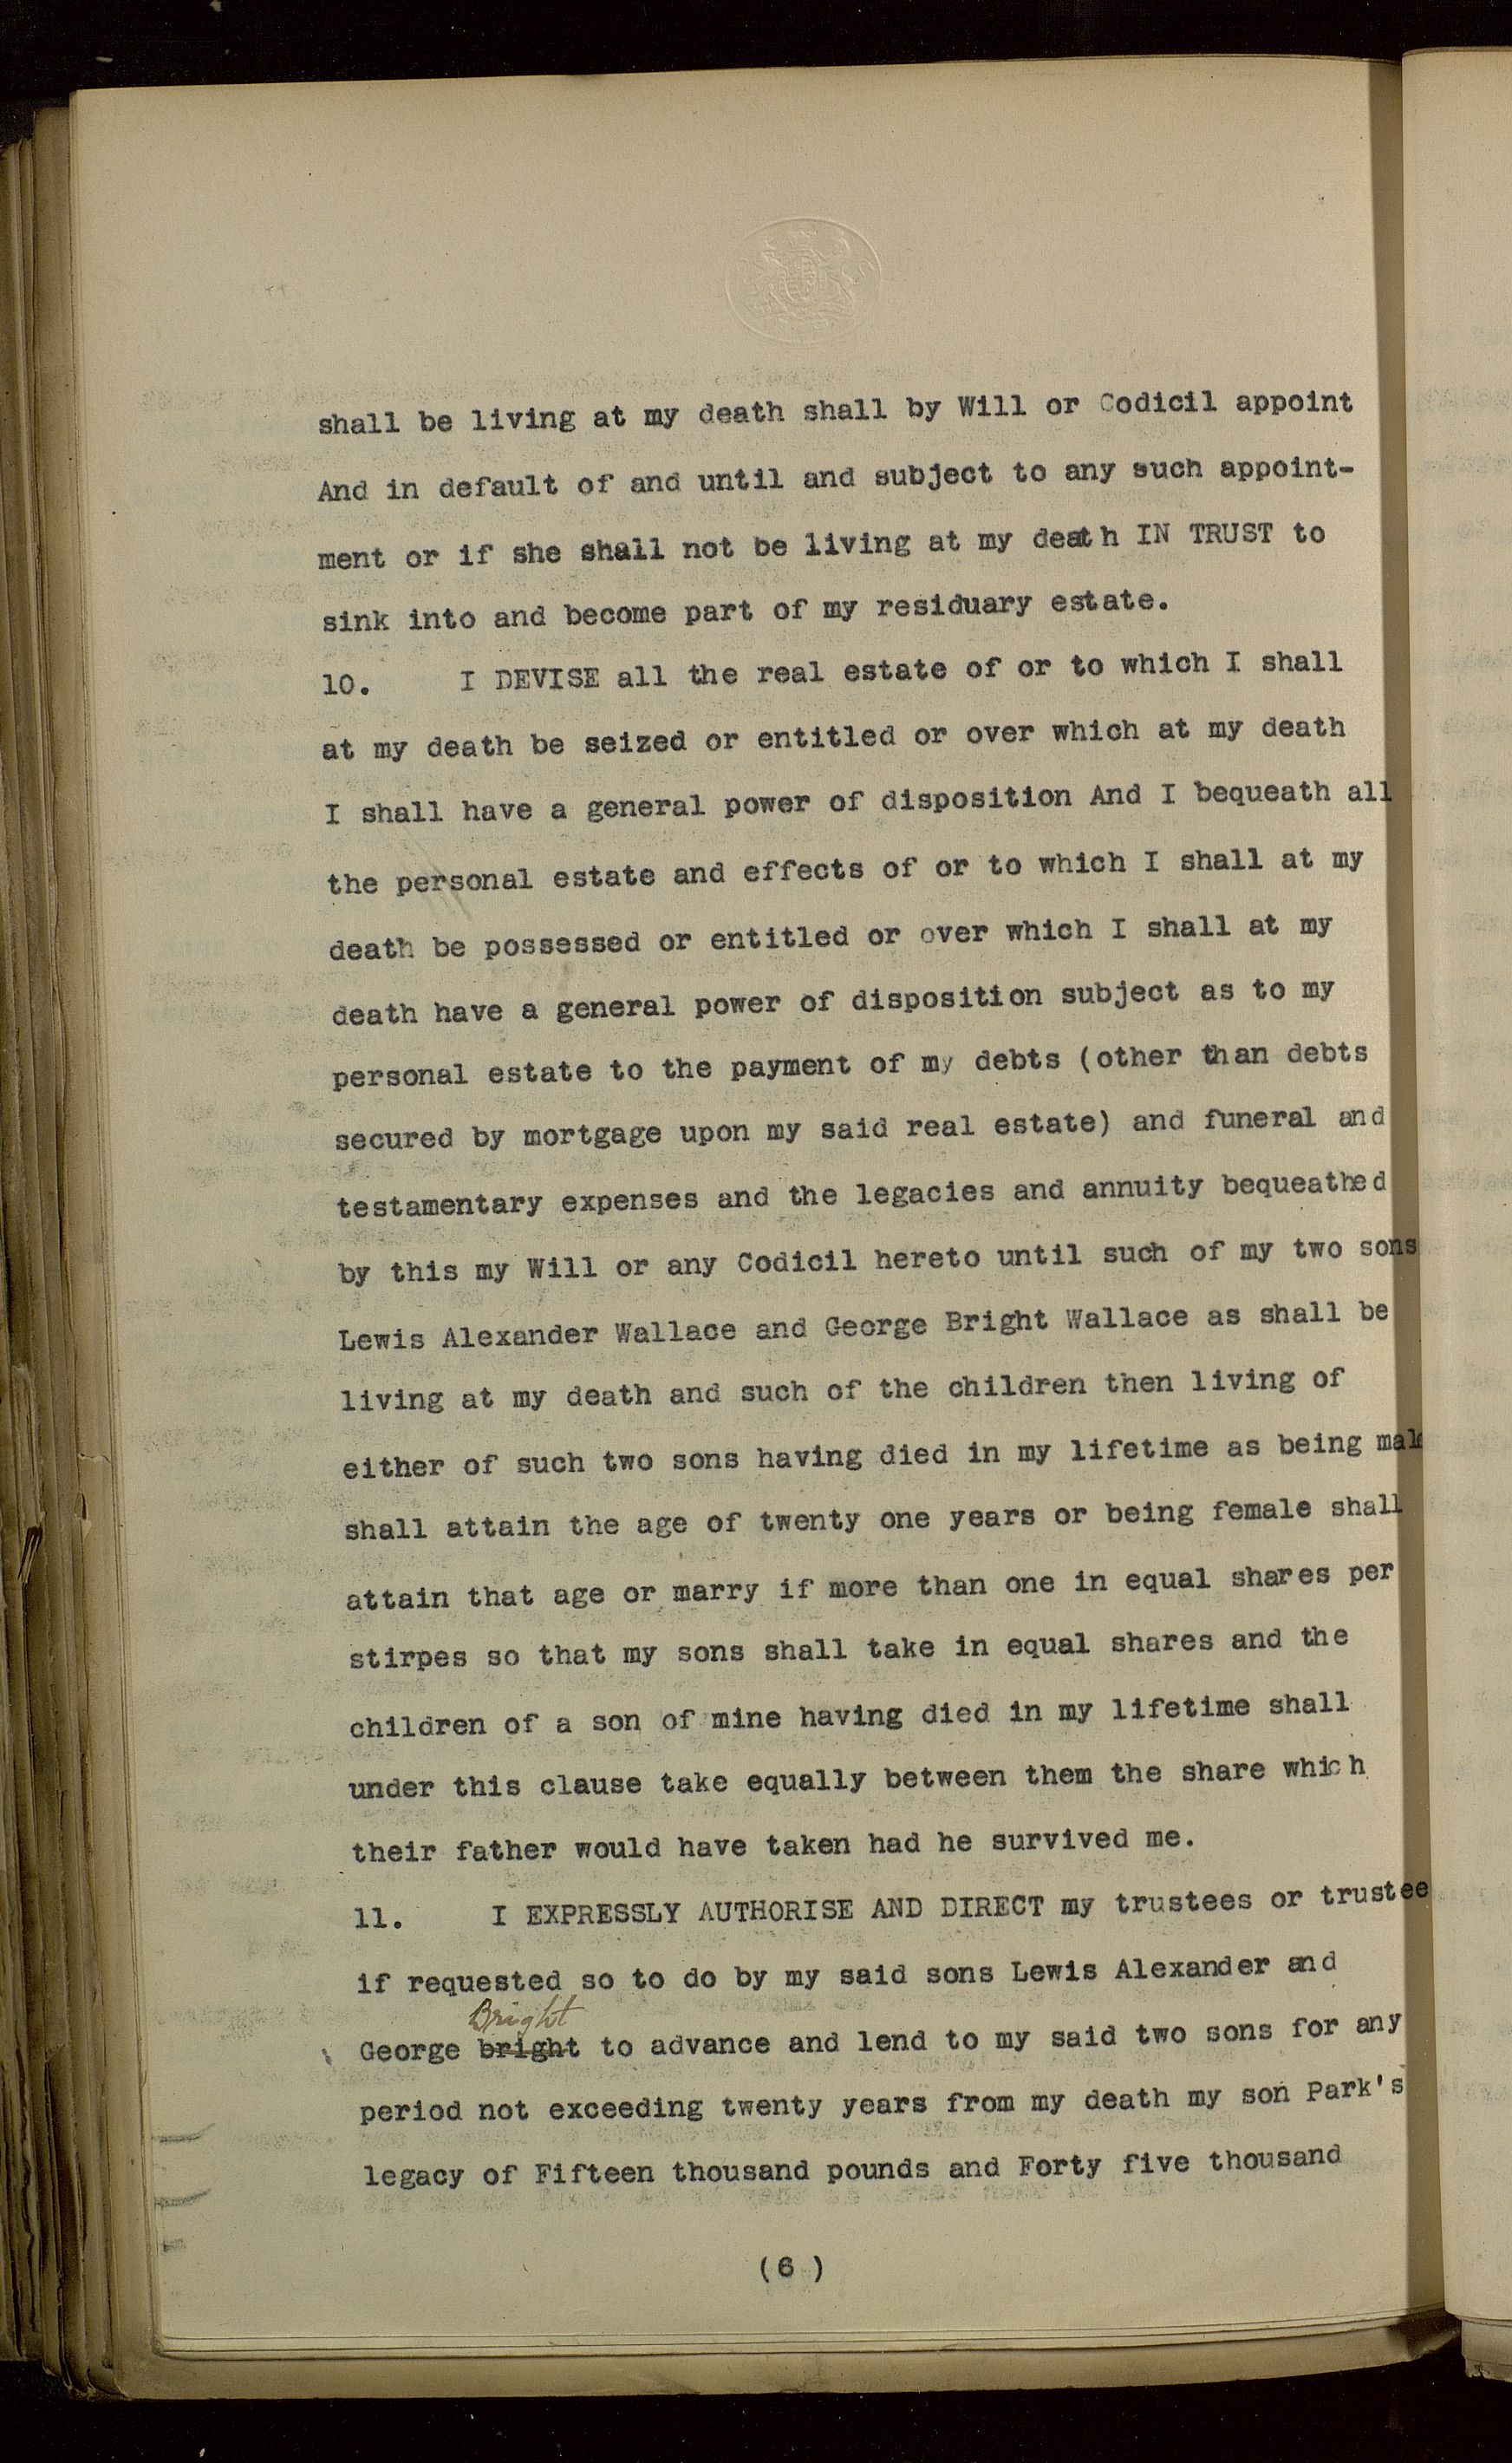 shall be living at my death shall by Will or Codicil appoint
And in default of and until and subject to any such appoint-
ment or if she shall not be living at my death IN TRUST to
sink into and become part of my residuary estate.
10. I DEVISE all the real estate of or to which I shall
at my death be seized or entitled or over which at my death
I shall have a general power of disposition And I bequeath all
the personal estate and effects of or to which I shall at my
death be possessed or entitled or over which I shall at my
death have a general power of disposition subject as to my
personal estate to the payment of my debts (other than debts
secured by mortgage upon my said real estate) and funeral and
testamentary expenses and the legacies and annuity bequeathed
by this my Will or any Codicil hereto until such of my two sons
Lewis Alexander Wallace and George Bright Wallace as shall be
living at my death and such of the children then living of
either of such two sons having died in my lifetime as being male
shall attain the age of twenty one years or being female shall
attain that age or marry if more than one in equal shares per
stirpes so that my sons shall take in equal shares and the
children of a son of mine having died in my lifetime shall
under this clause take equally between them the share which
their father would have taken had he survived me.
11. I EXPRESSLY AUTHORISE AND DIRECT my trustees or trustee
if requested so to do by my said sons Lewis Alexander and
Bright
George bright to advance and lend to my said two sons for any
period not exceeding twenty years from my death my son Park's
legacy of Fifteen thousand pounds and Forty five thousand
(6 )